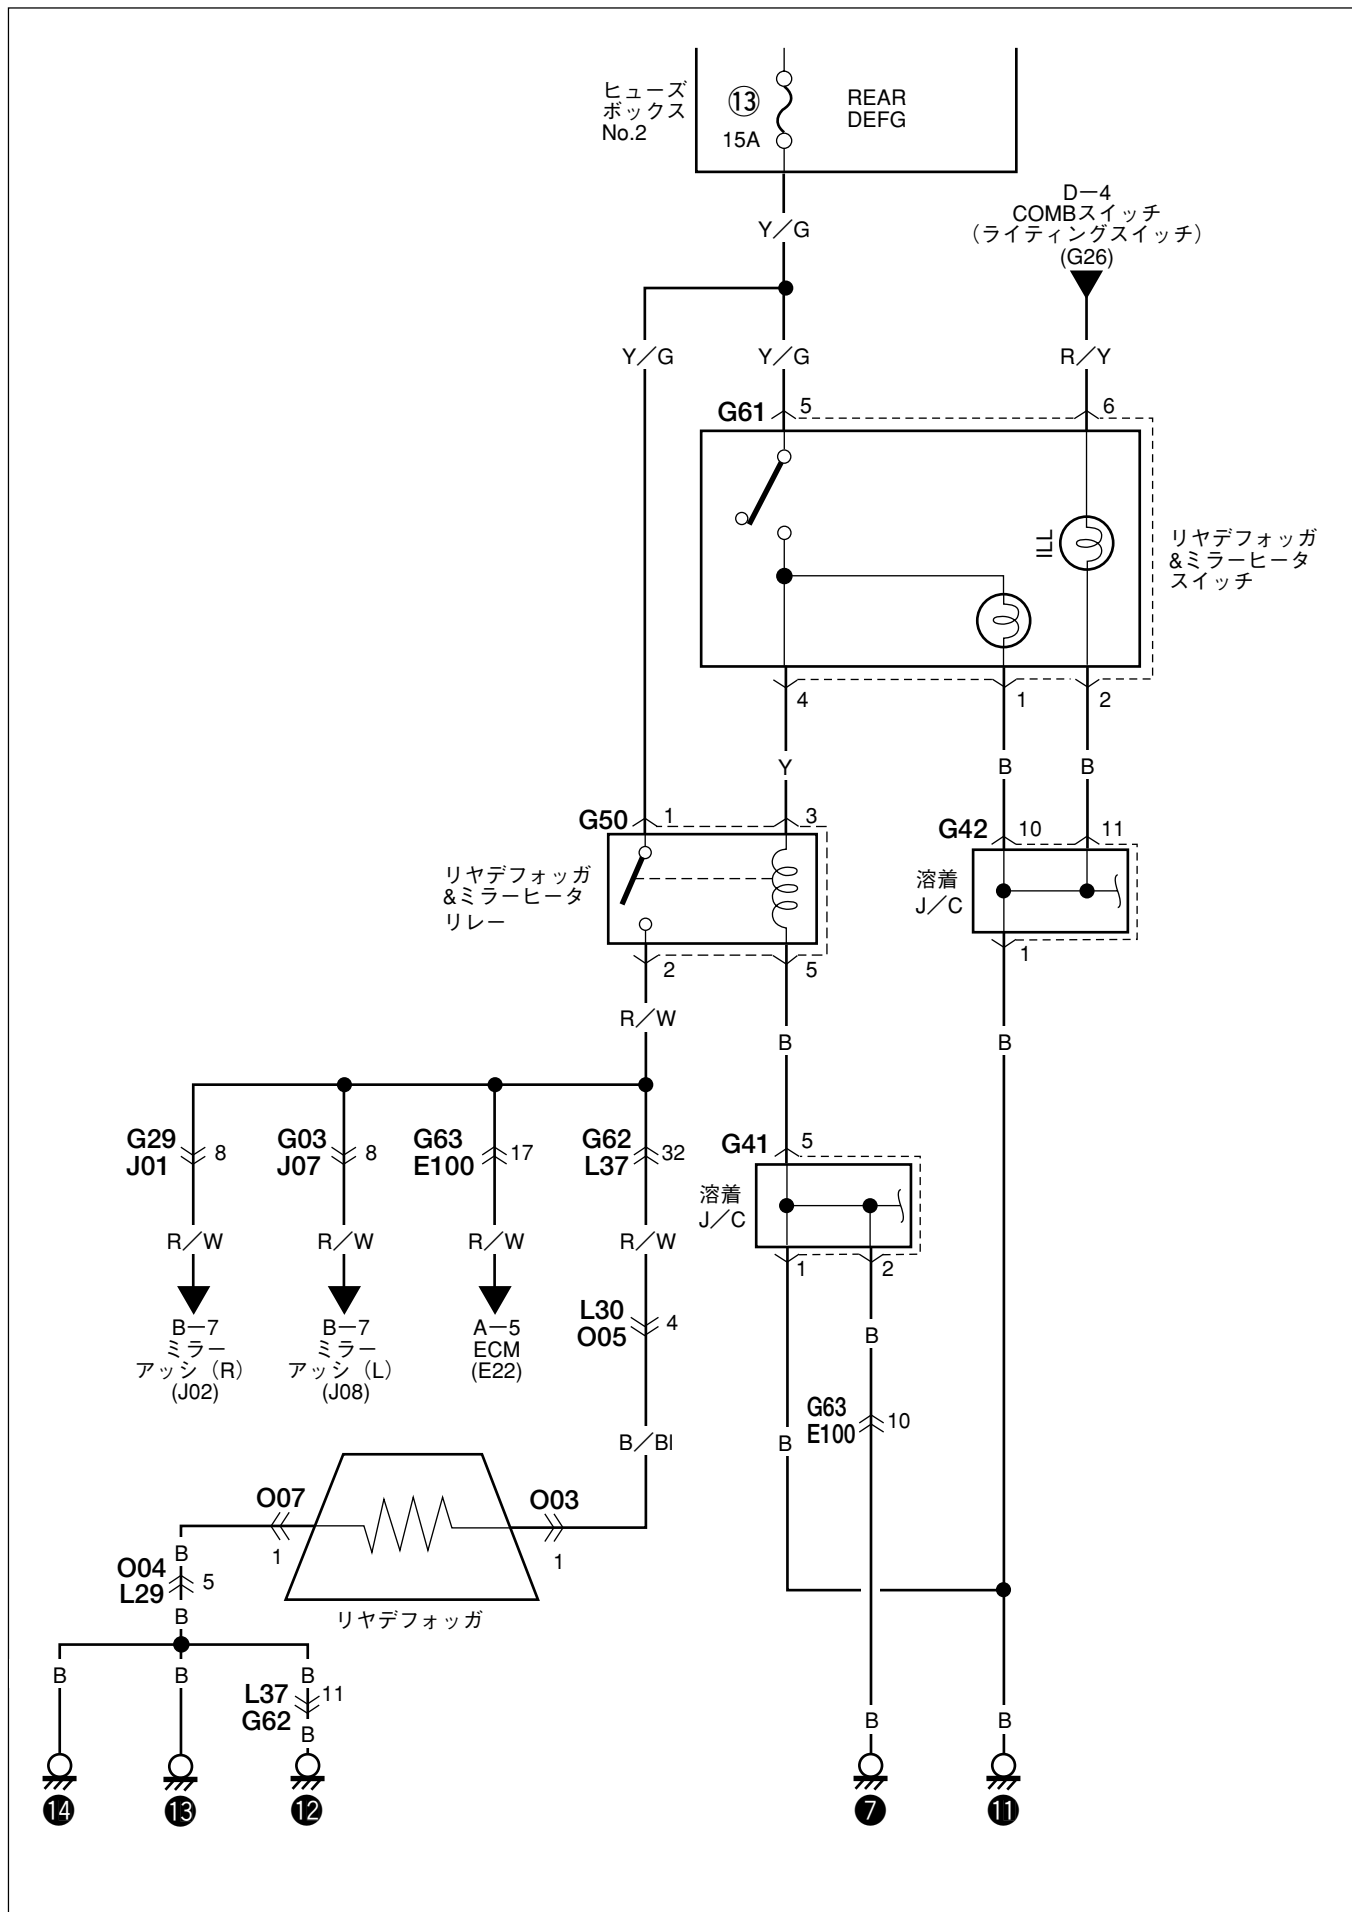 ヒューズ
ボックス
No.2
⑬
15A
REAR
DEFG
D－4
COMBスイッチ
（ライティングスイッチ）
(G26)
Y／G
Y／G
Y／G
R／Y
G61
5
6
ILL
リヤデフォッガ
&ミラーヒータ
スイッチ
4
1
2
Y
B
B
G50
1
3
リヤデフォッガ
&ミラーヒータ
リレー
2
5
G42
10
11
溶着
J／C
1
R／W
B
B
G29
J01
8
G03
J07
8
G63
E100
17
G62
L37
32
G41
5
溶着
J／C
1
2
R／W
R／W
R／W
R／W
B－7
ミラー
アッシ（R）
(J02)
B－7
ミラー
アッシ（L）
(J08)
A－5
ECM
(E22)
L30
O05
4
B
G63
E100
10
B
B／Bl
O07
1
O03
1
リヤデフォッガ
B
O04
L29
5
B
B
B
B
L37
G62
11
B
B
B
⓮
⓭
⓬
❼
⓫